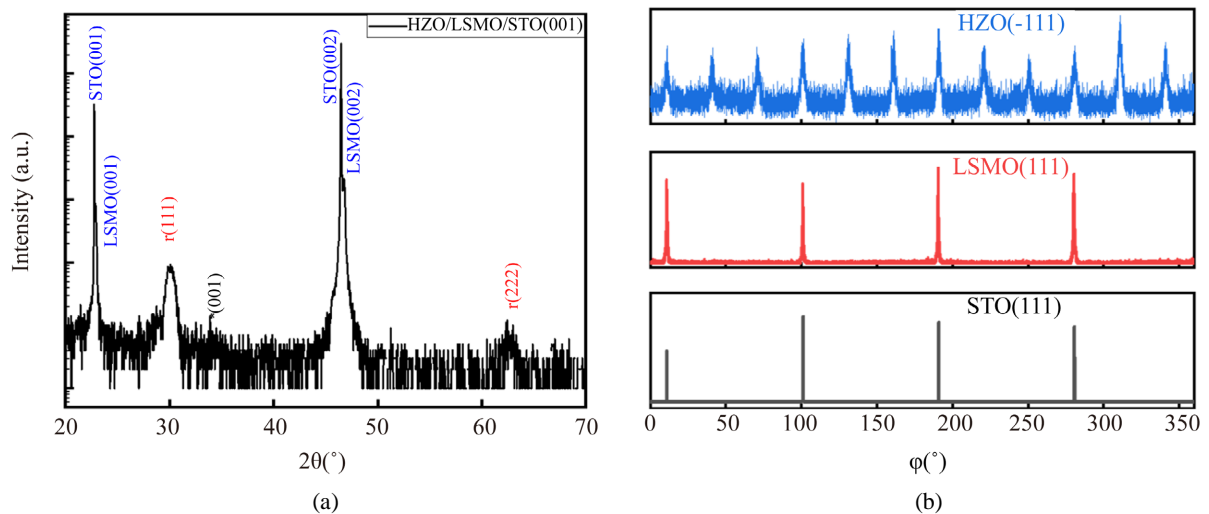 HZO/LSMO/STO(001)
STO(001)
LSMO(001)
r(111)
*(001)
STO(002)
LSMO(002)
r(222)
Intensity (a.u.)
20 30 40 50 60 70
2θ(°)
(a)
HZO(-111)
LSMO(111)
STO(111)
0 50 100 150 200 250 300 350
φ(°)
(b)